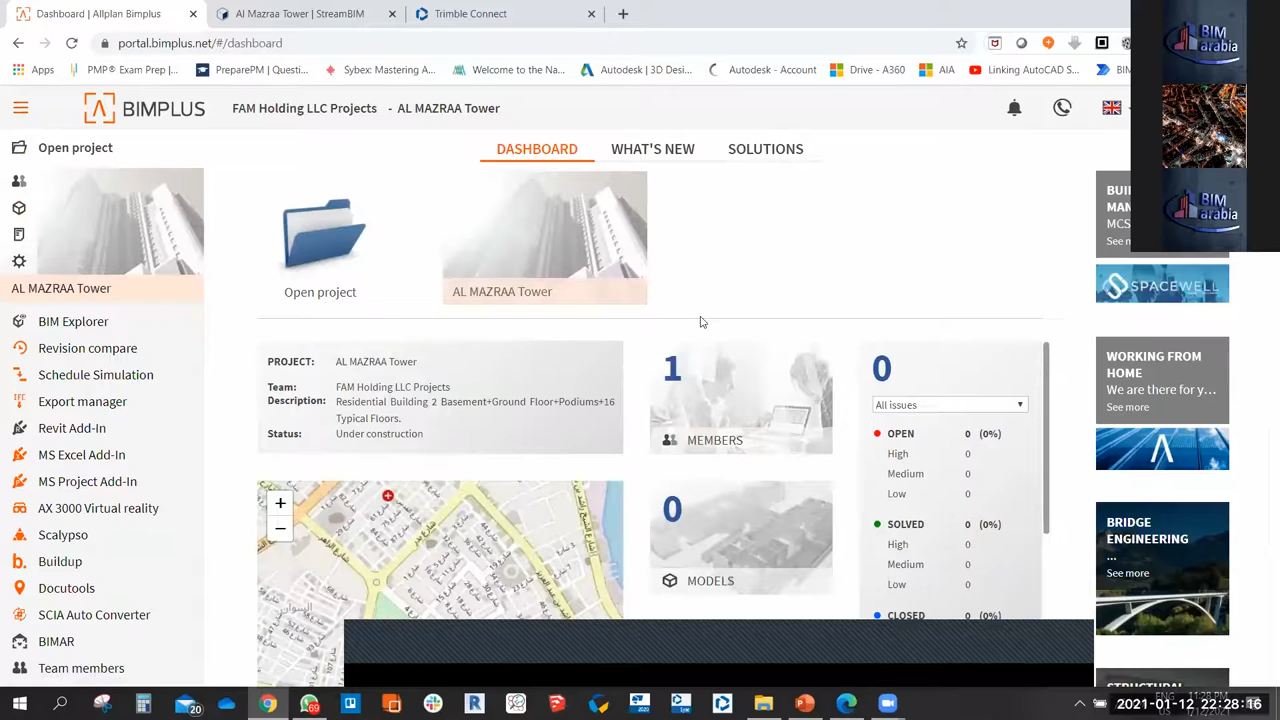 Dashboard | Allplan Bimplus
Al Mazraa Tower | StreamBIM
Trimble Connect
portal.bimplus.net/#/dashboard
Apps
PMP® Exam Prep |...
PreparePM | Questi...
Sybex: Mastering...
Welcome to the Na...
Autodesk | 3D Desi...
Autodesk - Account
Drive - A360
AIA
Linking AutoCAD S...
BIM
arabia
BIMPLUS
FAM Holding LLC Projects - AL MAZRAA Tower
Open project
DASHBOARD
WHAT'S NEW
SOLUTIONS
AL MAZRAA Tower
BIM Explorer
Revision compare
Schedule Simulation
Export manager
Revit Add-In
MS Excel Add-In
MS Project Add-In
AX 3000 Virtual reality
Scalypso
Buildup
Docutools
SCIA Auto Converter
BIMAR
Team members
Open project
AL MAZRAA Tower
PROJECT: AL MAZRAA Tower
Team: FAM Holding LLC Projects
Description: Residential Building 2 Basement+Ground Floor+Podiums+16
Typical Floors.
Status: Under construction
+
−
1
MEMBERS
0
MODELS
0
All issues
OPEN 0 (0%)
High 0
Medium 0
Low 0
SOLVED 0 (0%)
High 0
Medium 0
Low 0
CLOSED 0 (0%)
MCS
See m
SPACEWELL
WORKING FROM
HOME
We are there for y...
See more
BRIDGE
ENGINEERING
...
See more
BIM
arabia
20
69
2021-01-12 22:28:16